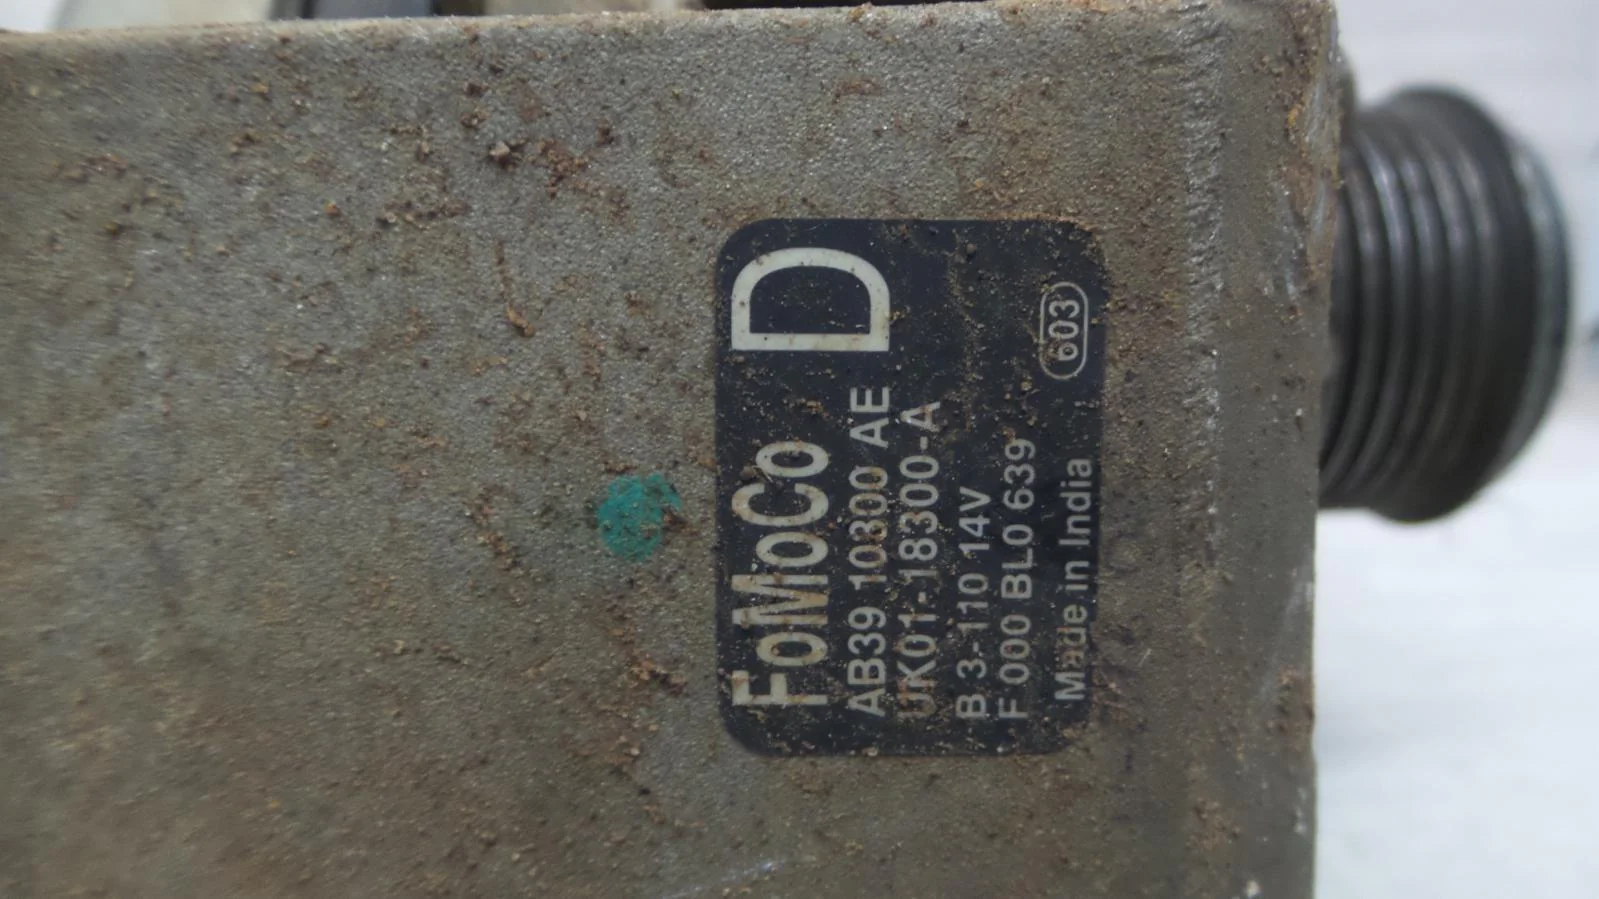 FoMoCo D
AB39 10300 AE
UK01-18300-A
B 3-110 14V
F 000 BL0 639
Made in India
603